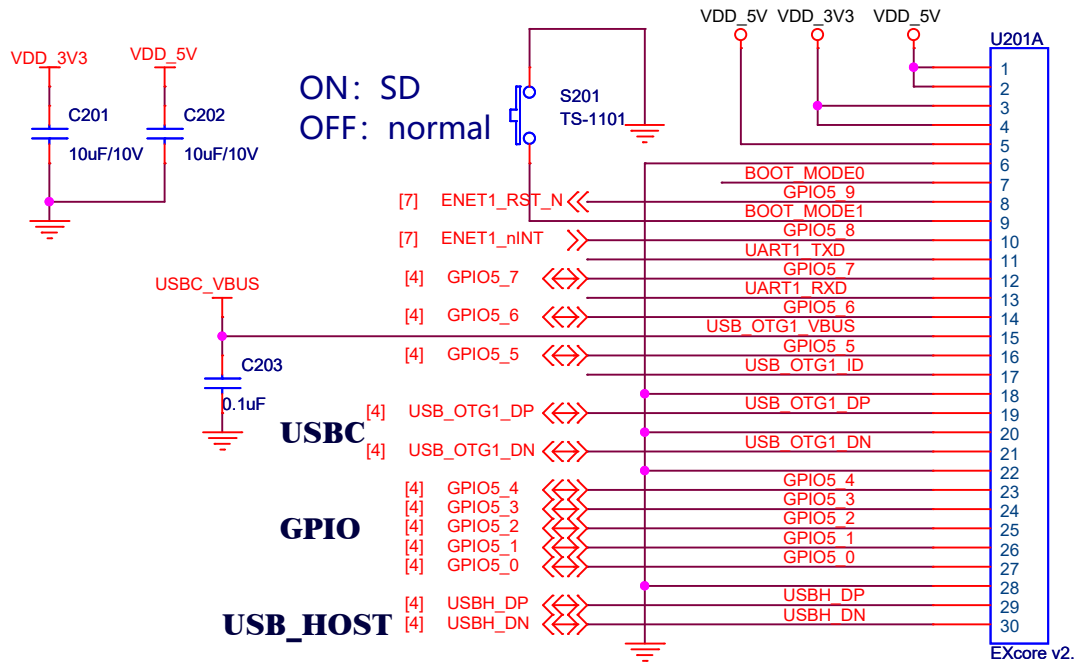 VDD_5V VDD_3V3 VDD_5V
U201A
VDD_3V3
VDD_5V
C201
10uF/10V
C202
10uF/10V
ON: SD
OFF: normal
S201
TS-1101
1
2
3
4
5
6
BOOT_MODE0 7
[7] ENET1_RST_N GPIO5_9 8
BOOT_MODE1 9
[7] ENET1_nINT GPIO5_8 10
UART1_TXD 11
[4] GPIO5_7 GPIO5_7 12
UART1_RXD 13
[4] GPIO5_6 GPIO5_6 14
USBC_VBUS
USB_OTG1_VBUS 15
[4] GPIO5_5 GPIO5_5 16
USB_OTG1_ID 17
C203
0.1uF
18
USBC
[4] USB_OTG1_DP USB_OTG1_DP 19
20
[4] USB_OTG1_DN USB_OTG1_DN 21
22
GPIO
[4] GPIO5_4 GPIO5_4 23
[4] GPIO5_3 GPIO5_3 24
[4] GPIO5_2 GPIO5_2 25
[4] GPIO5_1 GPIO5_1 26
[4] GPIO5_0 GPIO5_0 27
28
USB_HOST
[4] USBH_DP USBH_DP 29
[4] USBH_DN USBH_DN 30
EXcore v2.